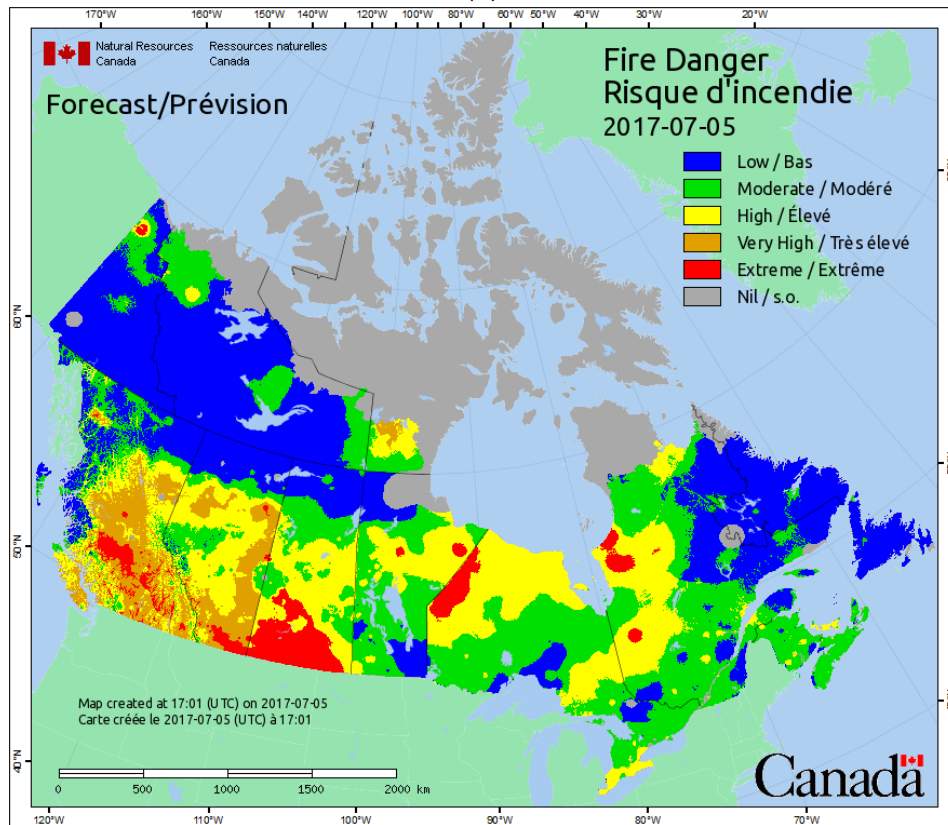 170°W 160°W 150°W 140°W 120°W 100°W 80°W 60°W 50°W 40°W 30°W 20°W
Natural Resources Ressources naturelles
Canada Canada
Forecast/Prévision
Fire Danger
Risque d'incendie
2017-07-05
Low / Bas
Moderate / Modéré
High / Élevé
Very High / Très élevé
Extreme / Extrême
Nil / s.o.
60°N
50°N
40°N
Map created at 17:01 (UTC) on 2017-07-05
Carte créée le 2017-07-05 (UTC) à 17:01
0 500 1000 1500 2000 km
Canada
120°W 110°W 100°W 90°W 80°W 70°W